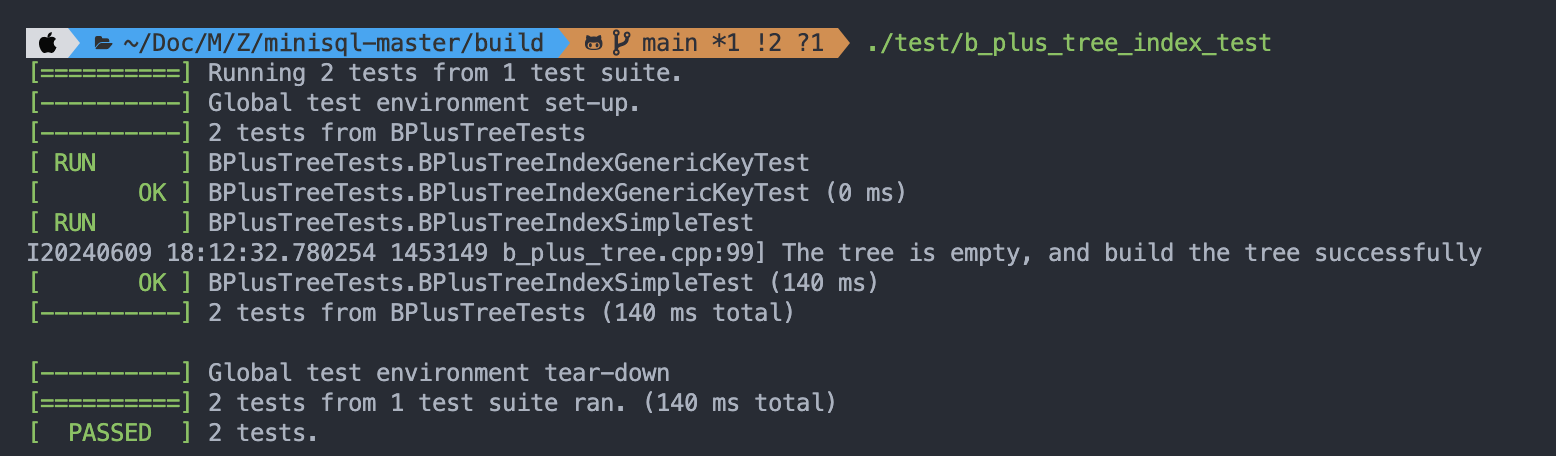 ~/Doc/M/Z/minisql-master/build main *1 !2 ?1 ./test/b_plus_tree_index_test
[==========] Running 2 tests from 1 test suite.
[----------] Global test environment set-up.
[----------] 2 tests from BPlusTreeTests
[ RUN      ] BPlusTreeTests.BPlusTreeIndexGenericKeyTest
[       OK ] BPlusTreeTests.BPlusTreeIndexGenericKeyTest (0 ms)
[ RUN      ] BPlusTreeTests.BPlusTreeIndexSimpleTest
I20240609 18:12:32.780254 1453149 b_plus_tree.cpp:99] The tree is empty, and build the tree successfully
[       OK ] BPlusTreeTests.BPlusTreeIndexSimpleTest (140 ms)
[----------] 2 tests from BPlusTreeTests (140 ms total)
[----------] Global test environment tear-down
[==========] 2 tests from 1 test suite ran. (140 ms total)
[  PASSED  ] 2 tests.